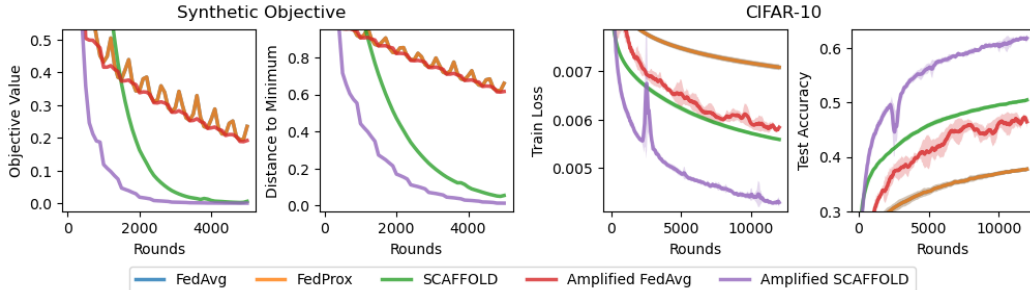 Synthetic Objective
CIFAR-10
Objective Value
0.5
0.4
0.3
0.2
0.1
0.0
0 2000 4000
Rounds
Distance to Minimum
0.8
0.6
0.4
0.2
0.0
0 2000 4000
Rounds
Train Loss
0.007
0.006
0.005
0 5000 10000
Rounds
Test Accuracy
0.6
0.5
0.4
0.3
0 5000 10000
Rounds
FedAvg FedProx SCAFFOLD Amplified FedAvg Amplified SCAFFOLD